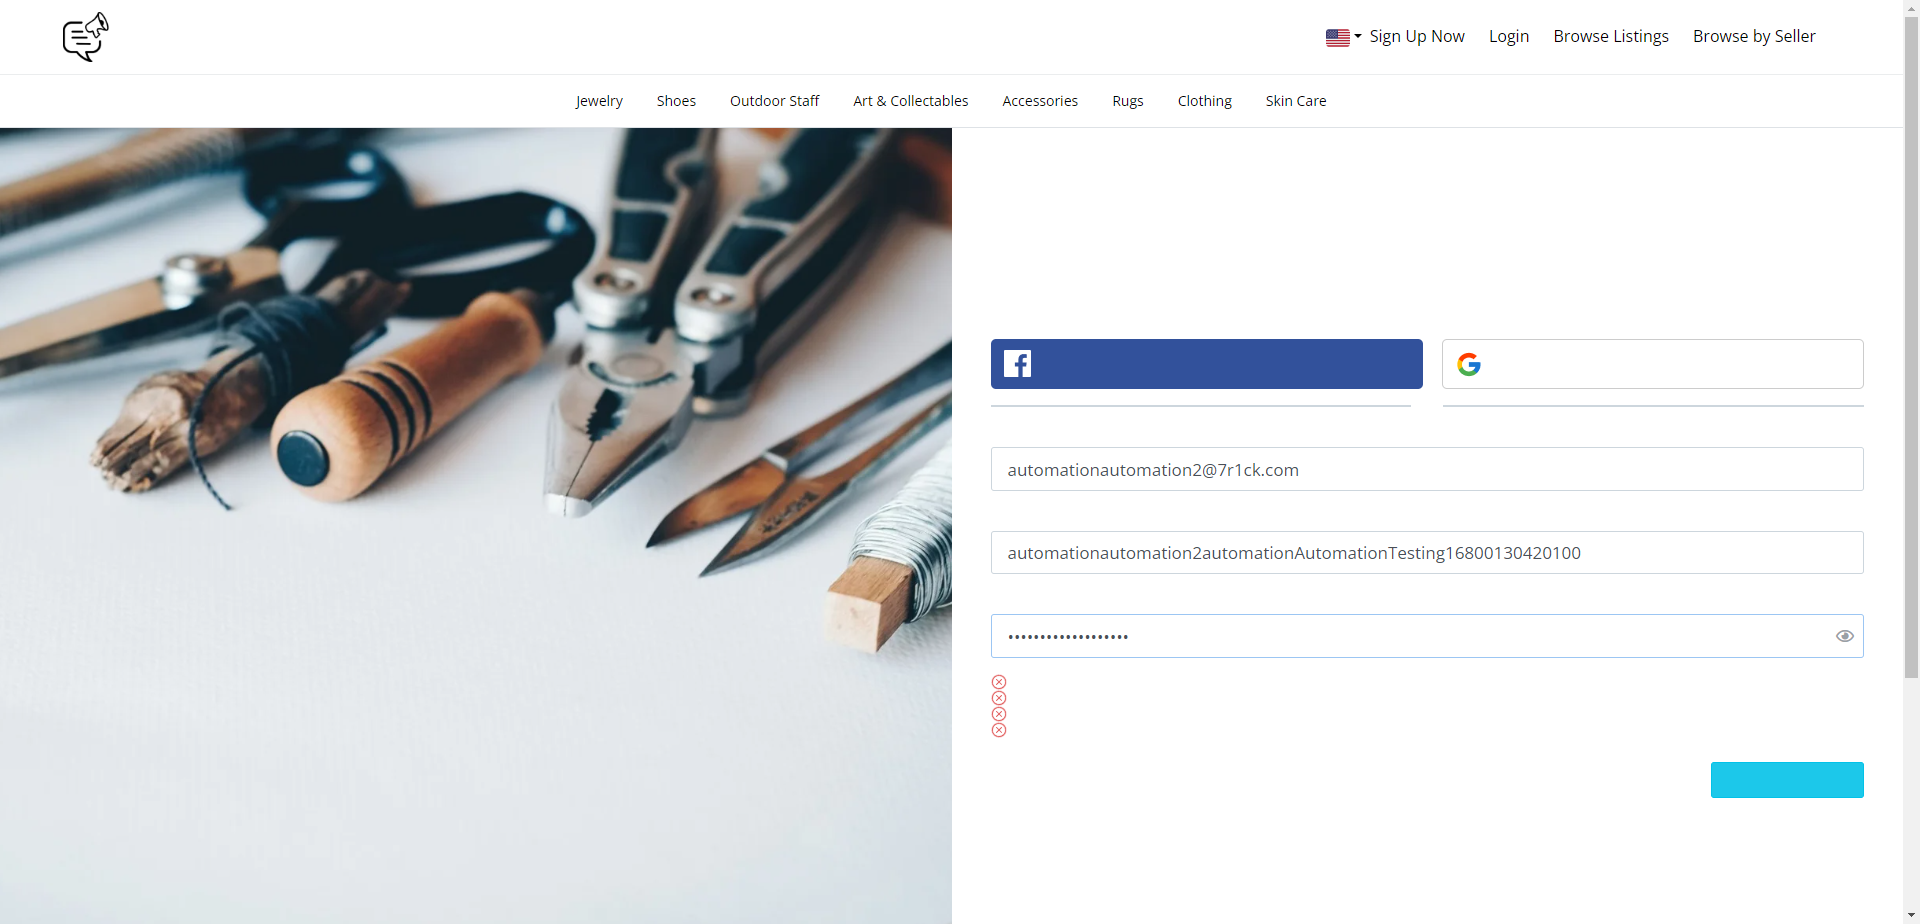 Sign Up Now Login Browse Listings Browse by Seller
Jewelry Shoes Outdoor Staff Art & Collectables Accessories Rugs Clothing Skin Care
automationautomation2@7r1ck.com
automationautomation2automationAutomationTesting16800130420100